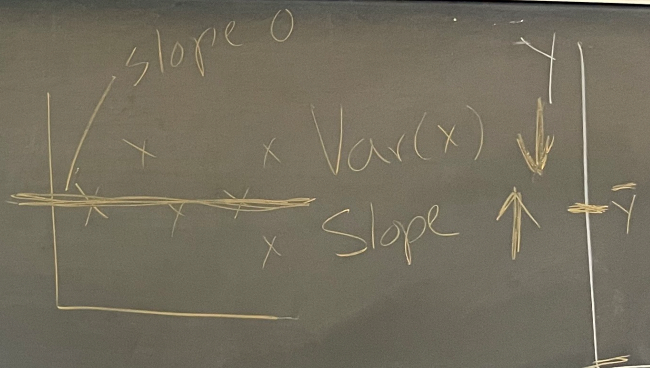 slope 0
Y
Var(x) ↓
Slope ↑
Ȳ